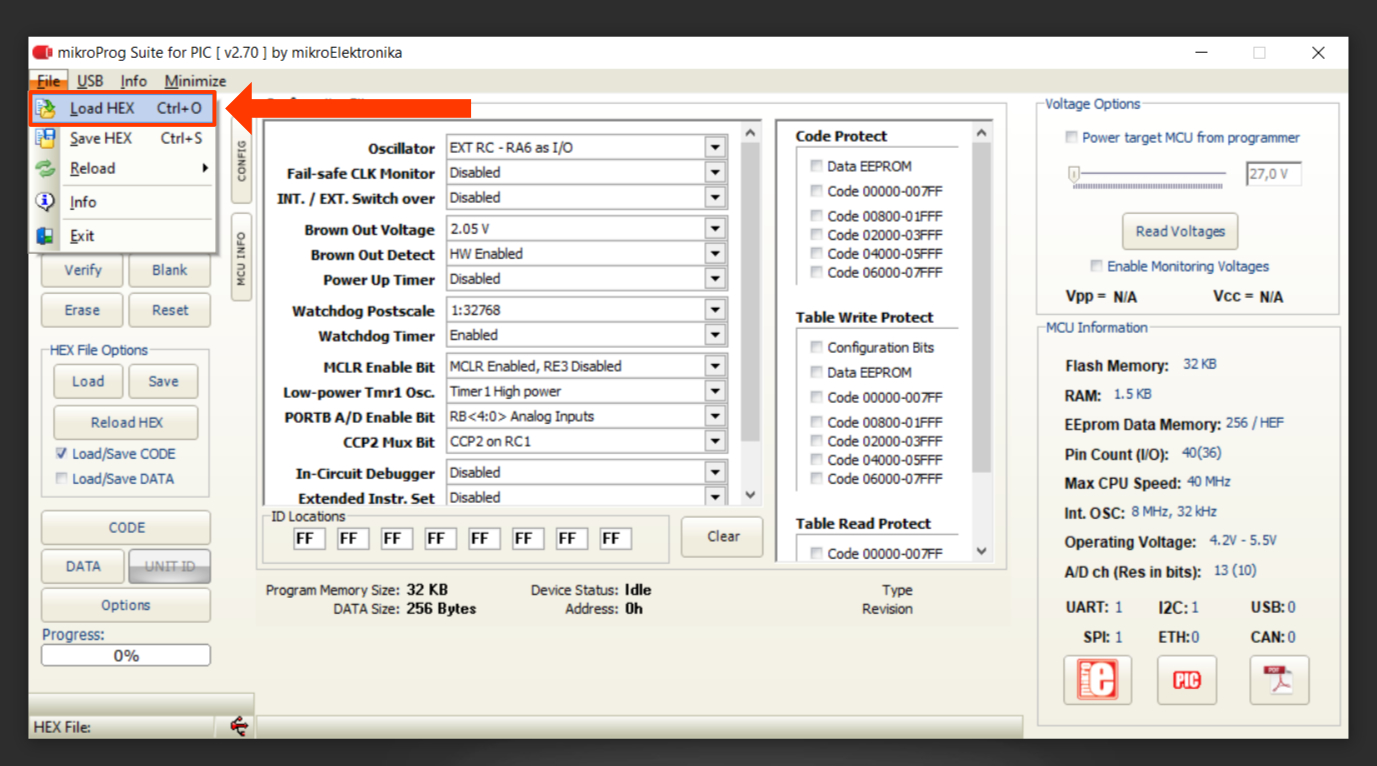 mikroProg Suite for PIC [ v2.70 ] by mikroElektronika
File USB Info Minimize
Load HEX Ctrl+O
Save HEX Ctrl+S
Reload
Info
Exit
Verify Blank
Erase Reset
HEX File Options
Load Save
Reload HEX
Load/Save CODE
Load/Save DATA
CODE
DATA UNIT ID
Options
Progress:
0%
HEX File:
CONFIG
MCU INFO
Oscillator EXT RC - RA6 as I/O
Fail-safe CLK Monitor Disabled
INT. / EXT. Switch over Disabled
Brown Out Voltage 2.05 V
Brown Out Detect HW Enabled
Power Up Timer Disabled
Watchdog Postscale 1:32768
Watchdog Timer Enabled
MCLR Enable Bit MCLR Enabled, RE3 Disabled
Low-power Tmr1 Osc. Timer1 High power
PORTB A/D Enable Bit RB<4:0> Analog Inputs
CCP2 Mux Bit CCP2 on RC1
In-Circuit Debugger Disabled
Extended Instr. Set Disabled
ID Locations
FF FF FF FF FF FF FF FF
Clear
Code Protect
Data EEPROM
Code 00000-007FF
Code 00800-01FFF
Code 02000-03FFF
Code 04000-05FFF
Code 06000-07FFF
Table Write Protect
Configuration Bits
Data EEPROM
Code 00000-007FF
Code 00800-01FFF
Code 02000-03FFF
Code 04000-05FFF
Code 06000-07FFF
Table Read Protect
Code 00000-007FF
Program Memory Size: 32 KB Device Status: Idle Type
DATA Size: 256 Bytes Address: 0h Revision
Voltage Options
Power target MCU from programmer
27,0 V
Read Voltages
Enable Monitoring Voltages
Vpp = N/A Vcc = N/A
MCU Information
Flash Memory: 32 KB
RAM: 1.5 KB
EEprom Data Memory: 256 / HEF
Pin Count (I/O): 40(36)
Max CPU Speed: 40 MHz
Int. OSC: 8 MHz, 32 kHz
Operating Voltage: 4.2V - 5.5V
A/D ch (Res in bits): 13 (10)
UART: 1 I2C: 1 USB: 0
SPI: 1 ETH: 0 CAN: 0
PIC
PDF